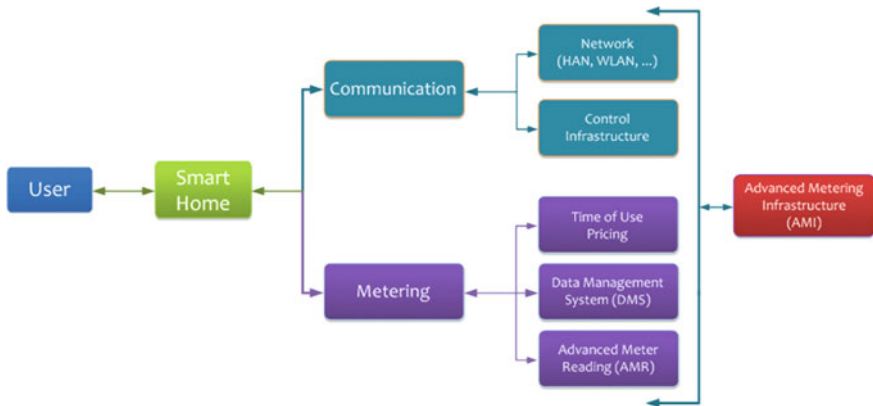 User
Smart
Home
Communication
Metering
Network
(HAN, WLAN, ...)
Control
Infrastructure
Time of Use
Pricing
Data Management
System (DMS)
Advanced Meter
Reading (AMR)
Advanced Metering
Infrastructure
(AMI)